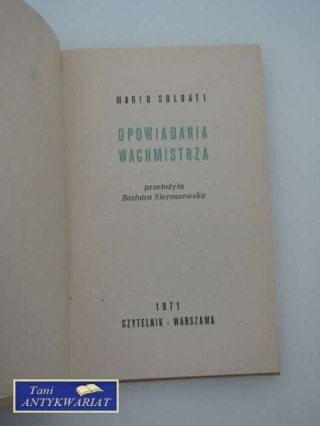 MARIO SOLDATI
OPOWIADANIA
WACHMISTRZA
przełożyła
Barbara Sieroszewska
1971
CZYTELNIK • WARSZAWA
Tani
ANTYKWARIAT